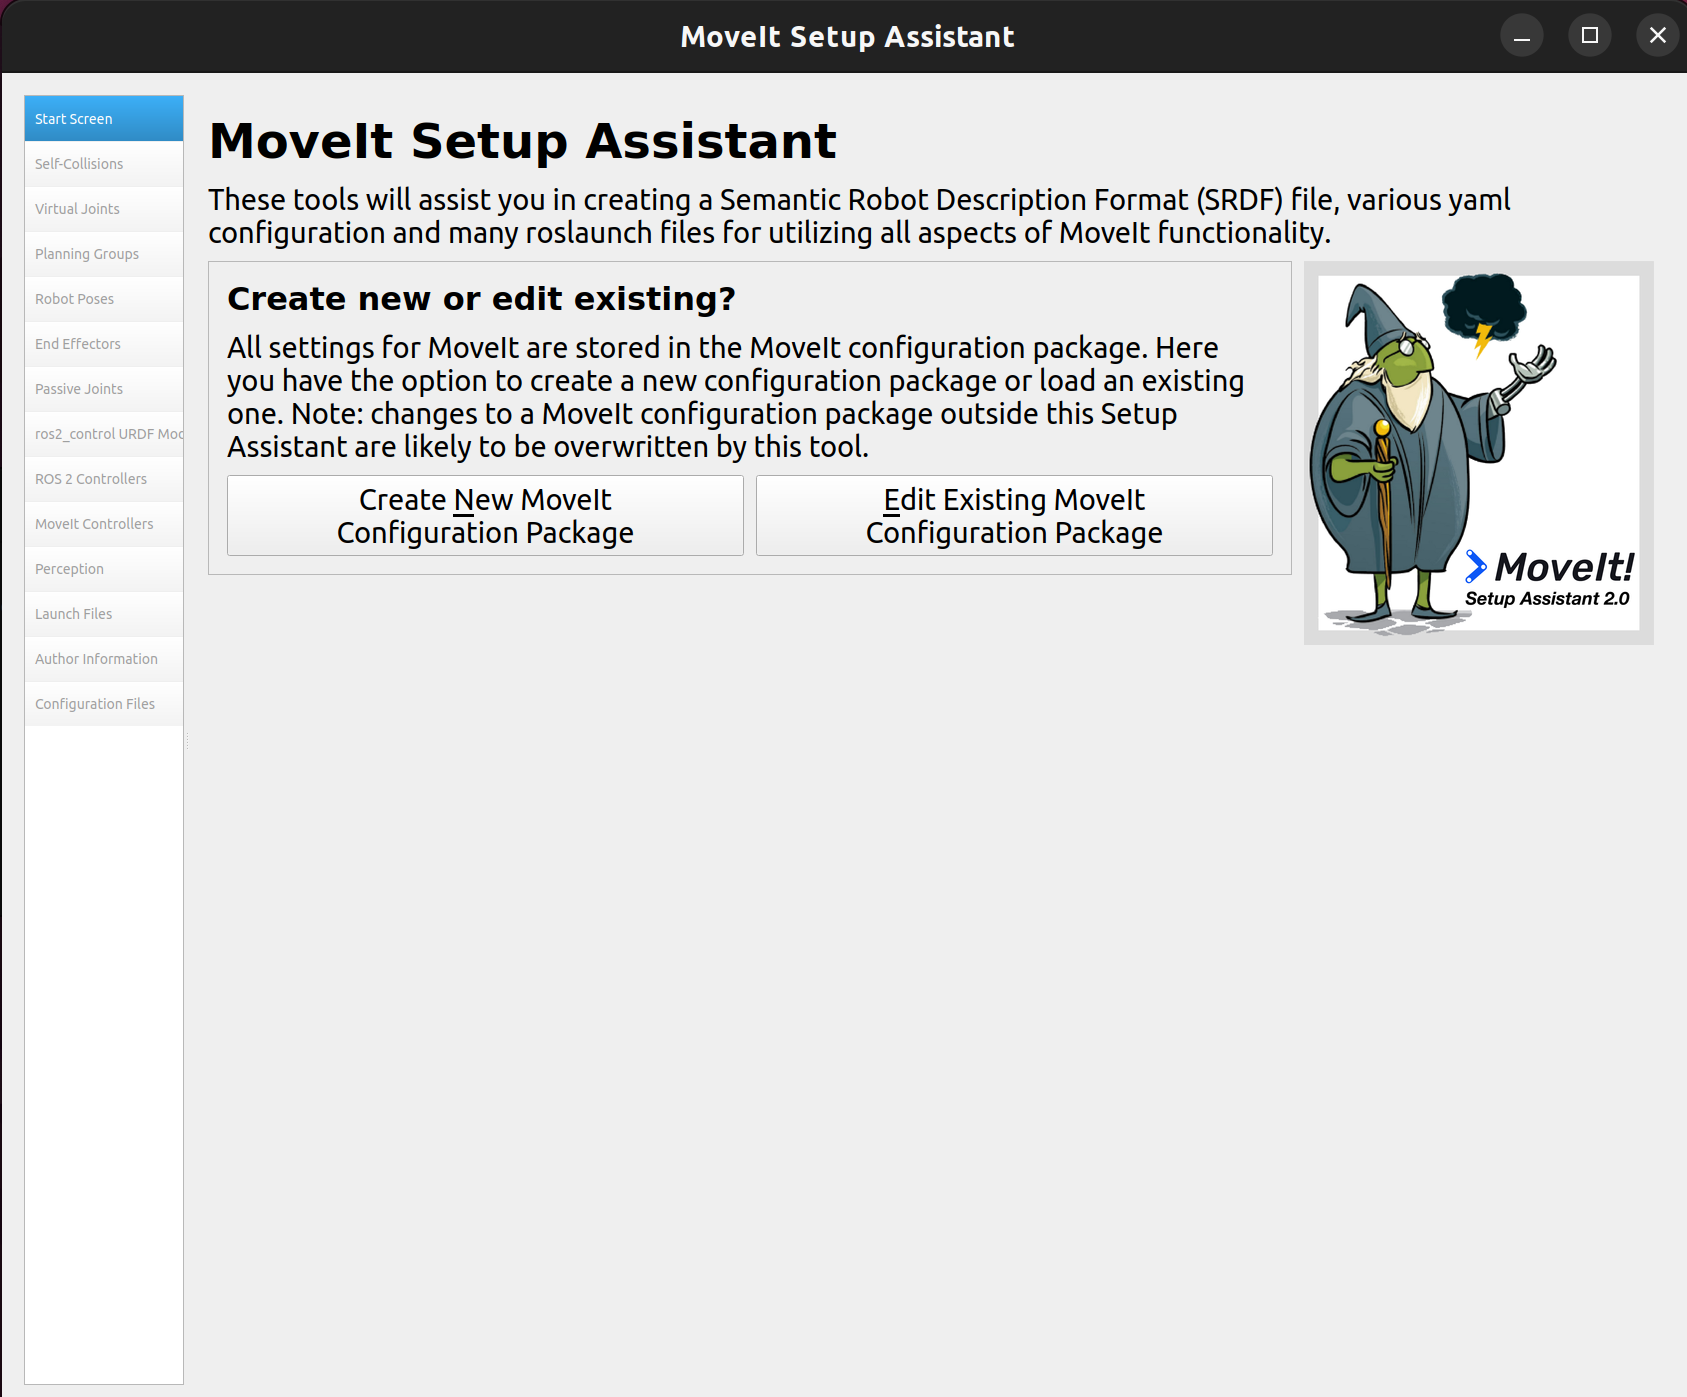 MoveIt Setup Assistant
Start Screen
Self-Collisions
Virtual Joints
Planning Groups
Robot Poses
End Effectors
Passive Joints
ros2_control URDF Mod
ROS 2 Controllers
MoveIt Controllers
Perception
Launch Files
Author Information
Configuration Files
MoveIt Setup Assistant
These tools will assist you in creating a Semantic Robot Description Format (SRDF) file, various yaml
configuration and many roslaunch files for utilizing all aspects of MoveIt functionality.
Create new or edit existing?
All settings for MoveIt are stored in the MoveIt configuration package. Here
you have the option to create a new configuration package or load an existing
one. Note: changes to a MoveIt configuration package outside this Setup
Assistant are likely to be overwritten by this tool.
Create New MoveIt
Configuration Package
Edit Existing MoveIt
Configuration Package
MoveIt!
Setup Assistant 2.0